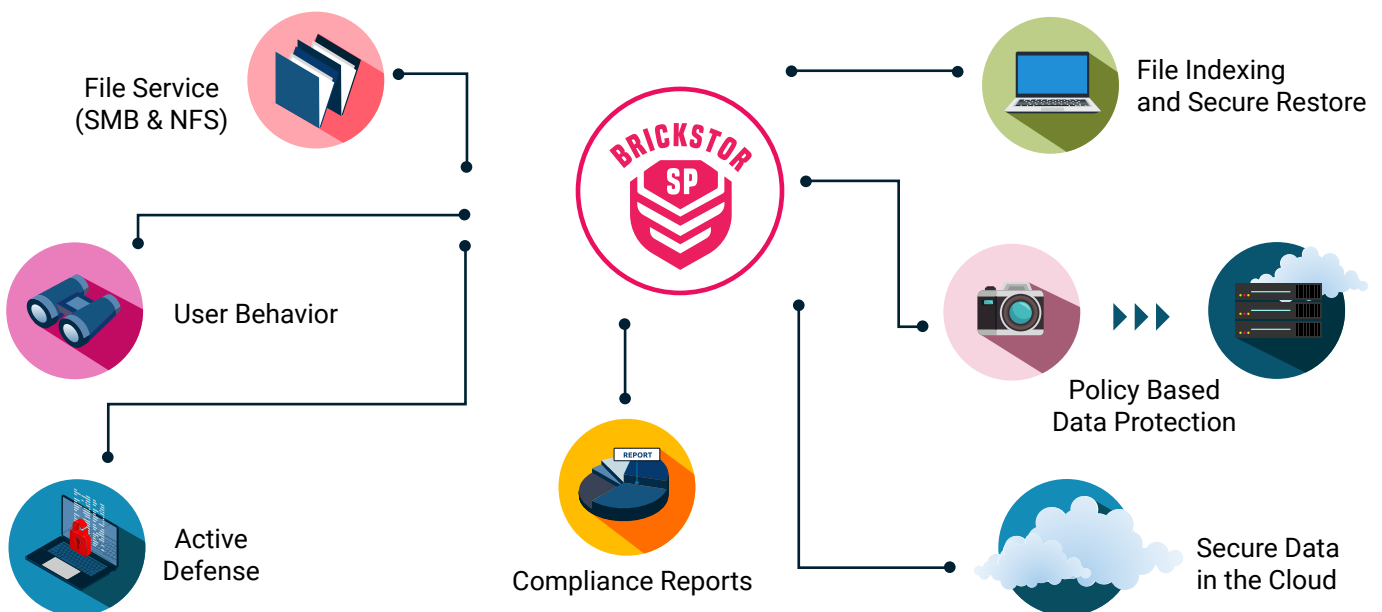 File Service
(SMB & NFS)
BRICKSTOR
SP
File Indexing
and Secure Restore
User Behavior
Policy Based
Data Protection
REPORT
Active
Defense
Compliance Reports
Secure Data
in the Cloud